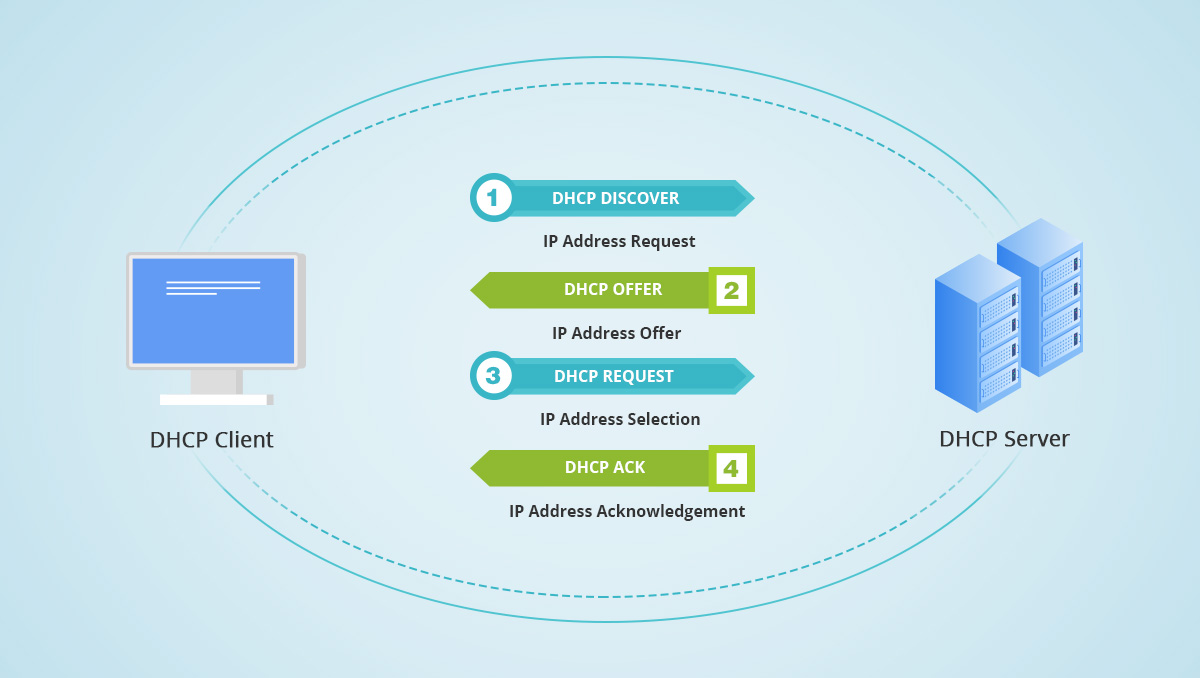 1
DHCP DISCOVER
IP Address Request
DHCP OFFER
2
IP Address Offer
3
DHCP REQUEST
IP Address Selection
DHCP ACK
4
IP Address Acknowledgement
DHCP Client
DHCP Server